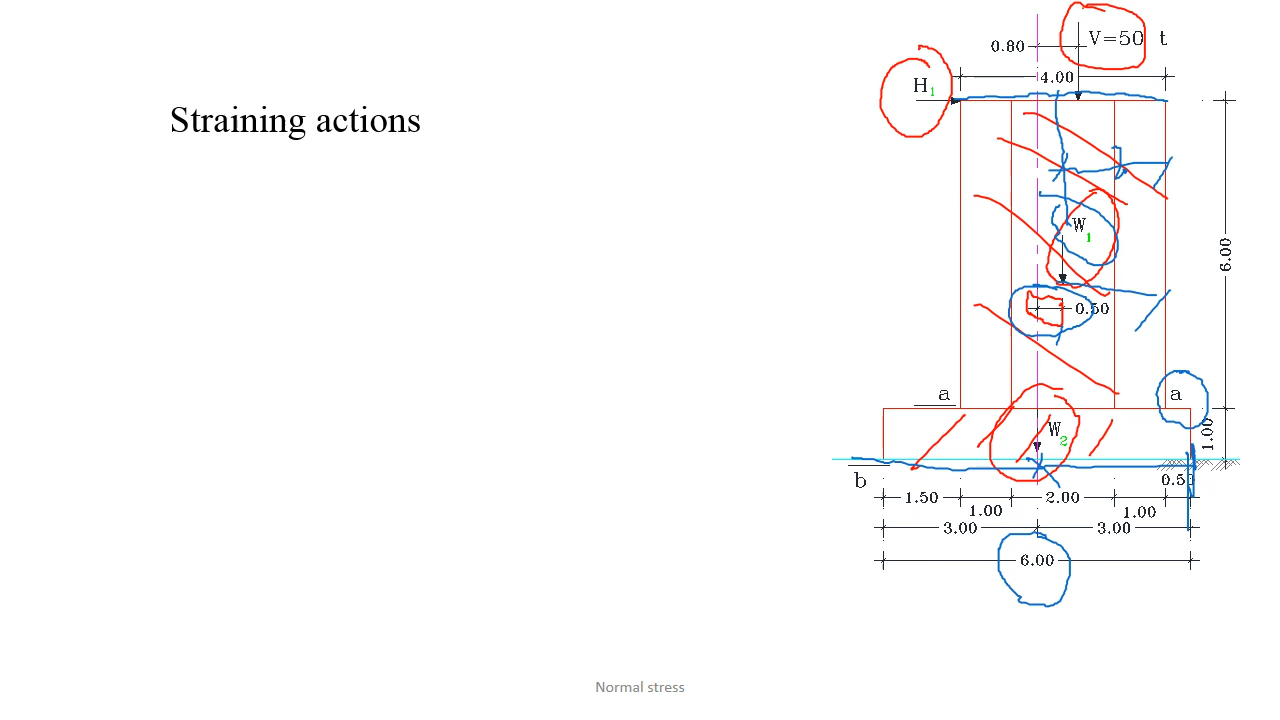 V=50 t
0.80
4.00
H1
Straining actions
W1
6.00
0.50
a
a
W2
1.00
b
0.50
1.50
2.00
1.00
1.00
3.00
3.00
6.00
Normal stress